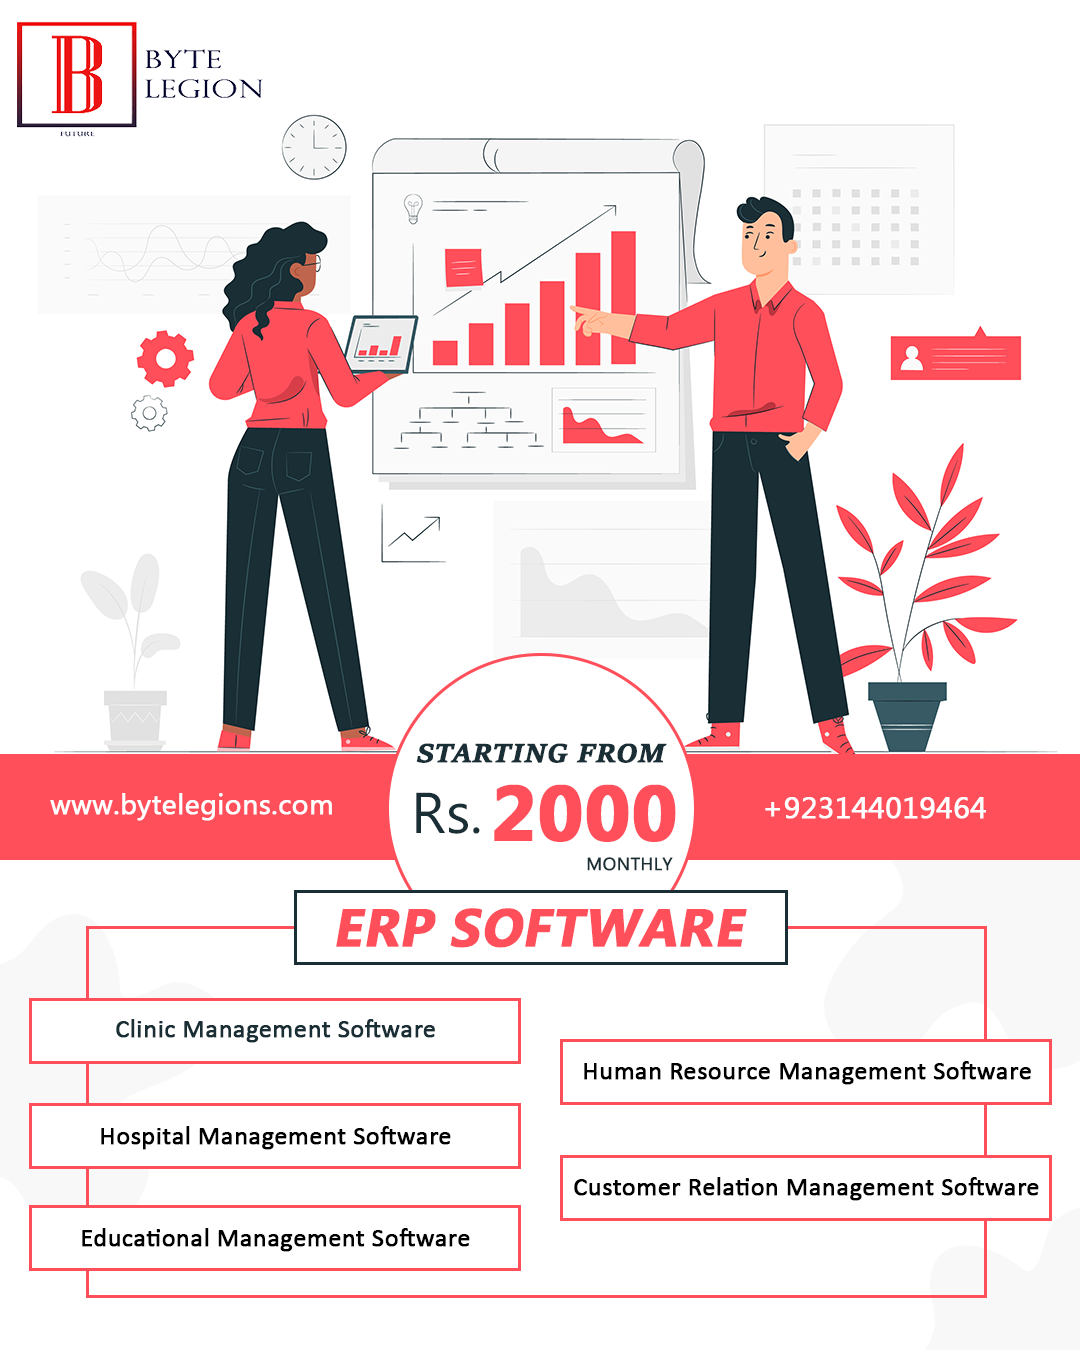 B
BYTE
LEGION
FUTURE
STARTING FROM
www.bytelegions.com
Rs. 2000
+923144019464
MONTHLY
ERP SOFTWARE
Clinic Management Software
Human Resource Management Software
Hospital Management Software
Customer Relation Management Software
Educational Management Software